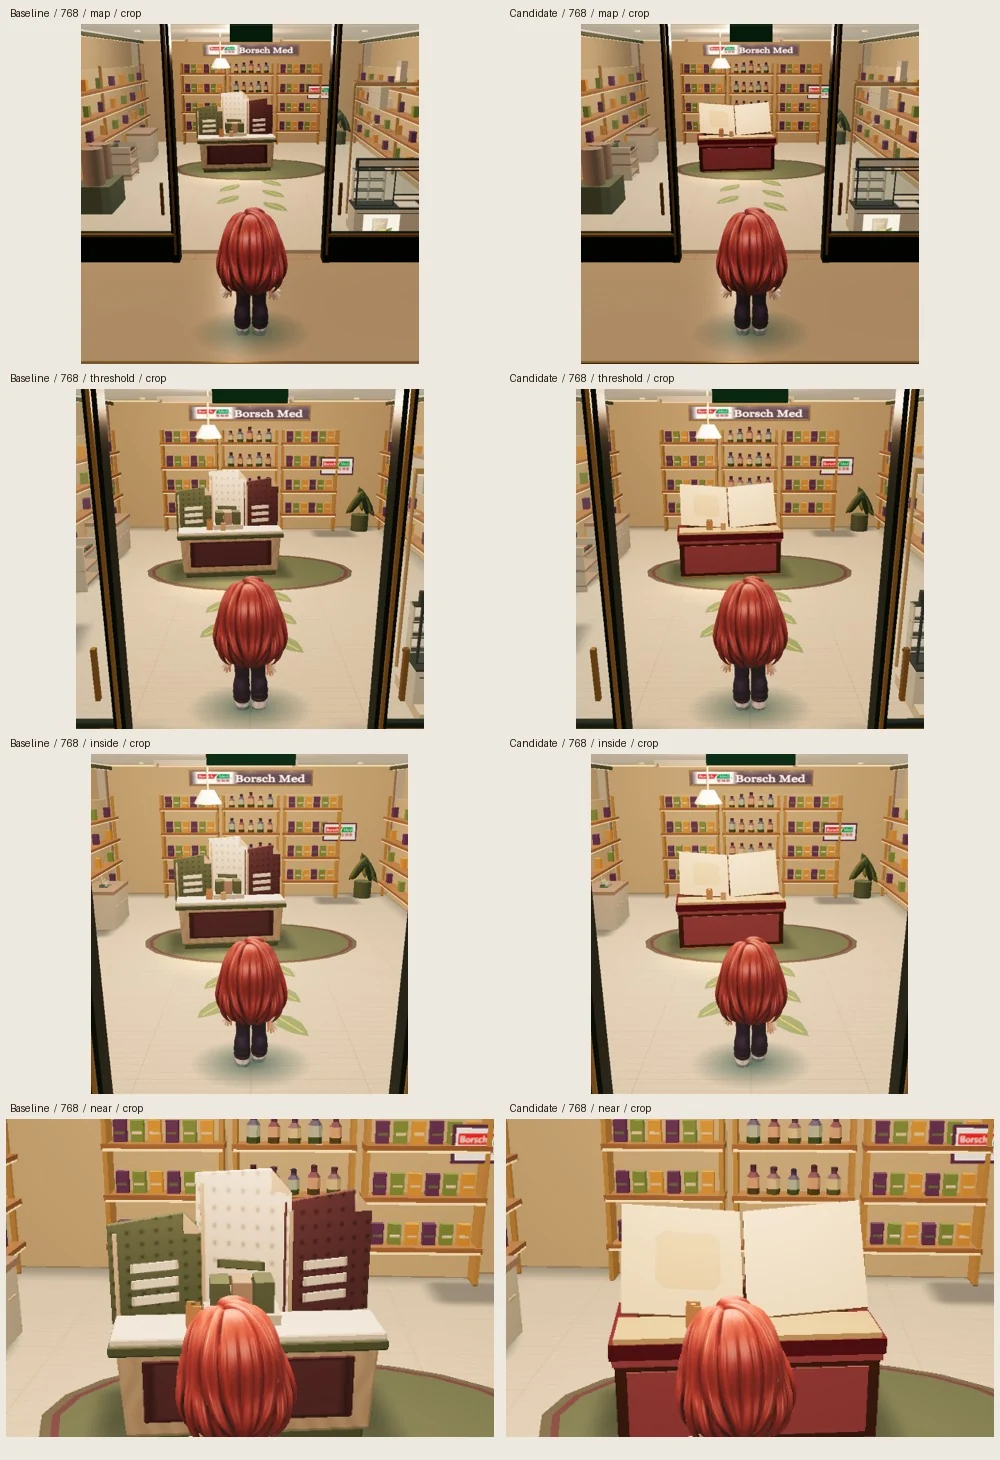 Baseline / 768 / map / crop
Candidate / 768 / map / crop
Borsch Med
Borsch Med
Baseline / 768 / threshold / crop
Candidate / 768 / threshold / crop
Borsch Med
Borsch Med
Baseline / 768 / inside / crop
Candidate / 768 / inside / crop
Borsch Med
Borsch Med
Baseline / 768 / near / crop
Candidate / 768 / near / crop
Borsch
Borsch